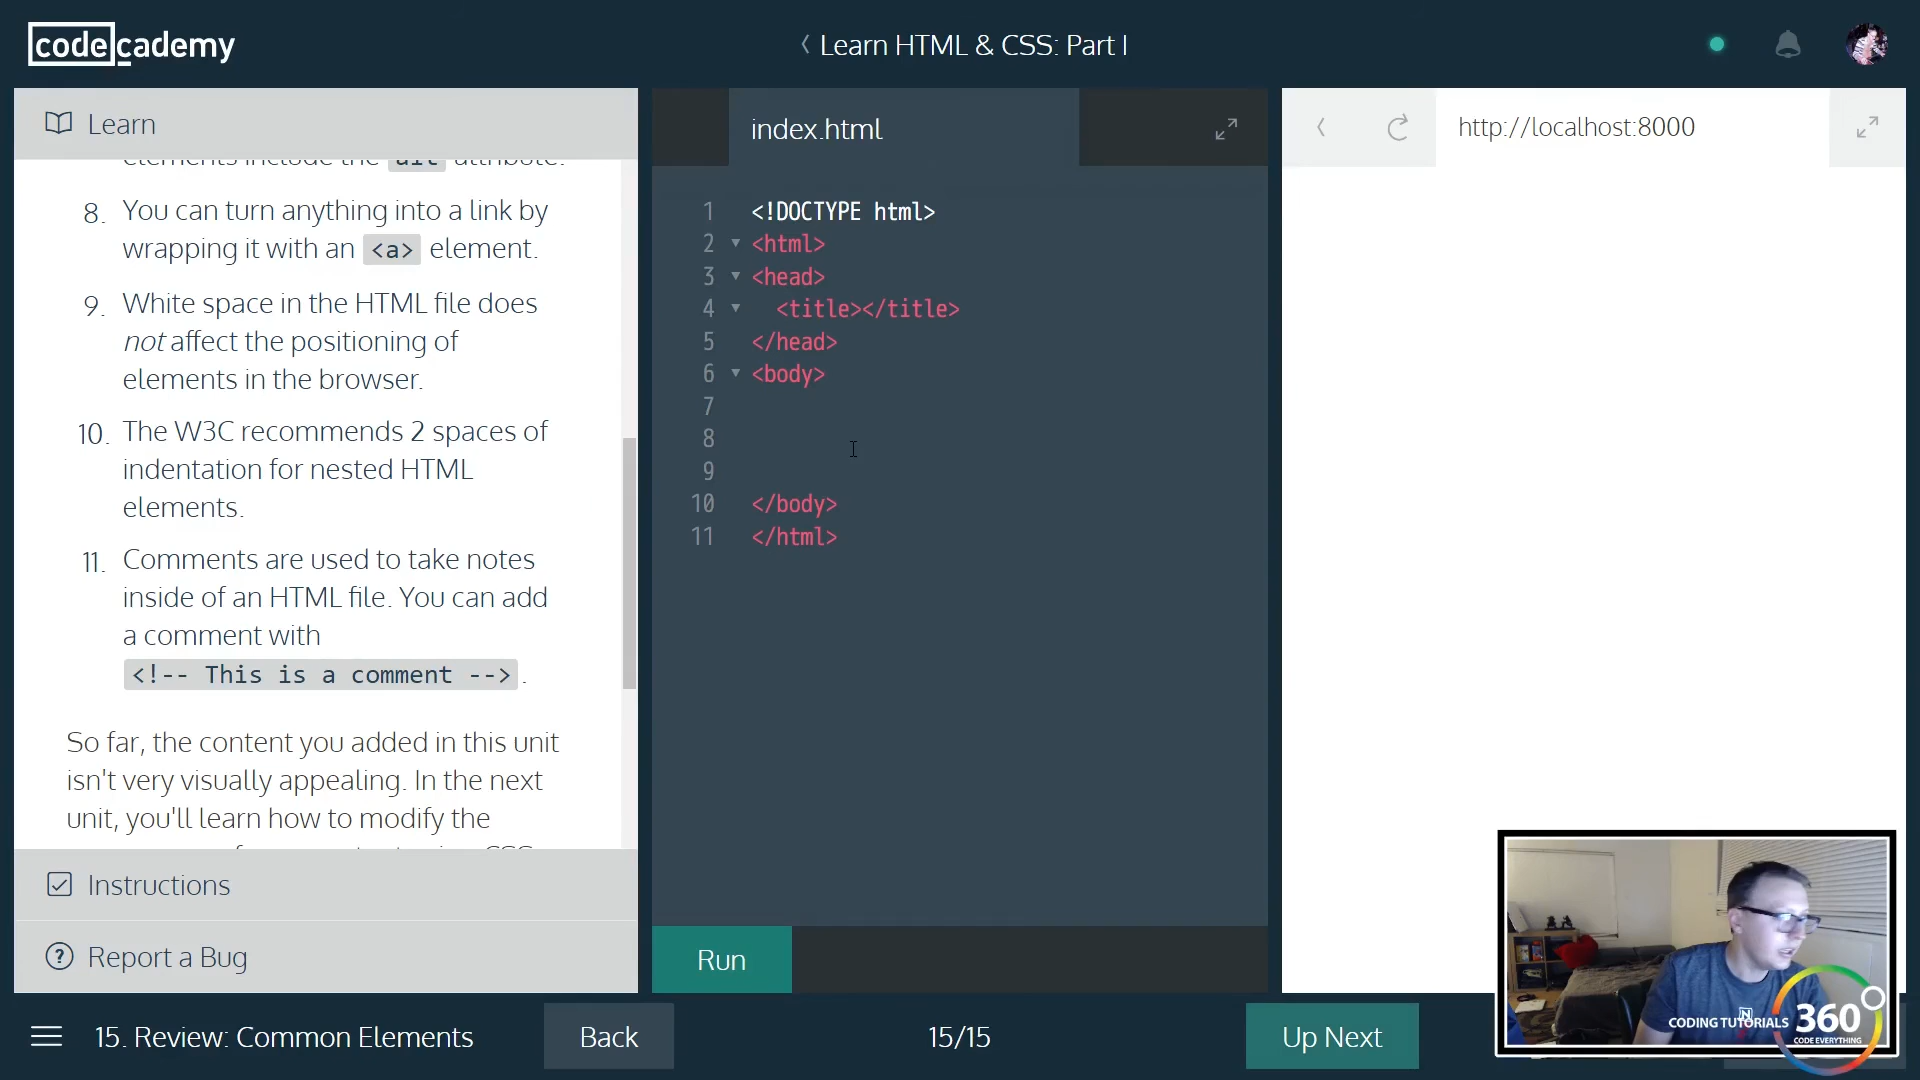 codecademy
Learn HTML & CSS: Part I
Learn
elements include the alt attribute.
8. You can turn anything into a link by
wrapping it with an <a> element.
9. White space in the HTML file does
not affect the positioning of
elements in the browser.
10. The W3C recommends 2 spaces of
indentation for nested HTML
elements.
11. Comments are used to take notes
inside of an HTML file. You can add
a comment with
<!-- This is a comment --> .
So far, the content you added in this unit
isn't very visually appealing. In the next
unit, you'll learn how to modify the
Instructions
Report a Bug
index.html
1 <!DOCTYPE html>
2 <html>
3 <head>
4 <title></title>
5 </head>
6 <body>
7
8
9
10 </body>
11 </html>
Run
http://localhost:8000
CODING TUTORIALS 360
CODE EVERYTHING
15. Review: Common Elements
Back
15/15
Up Next